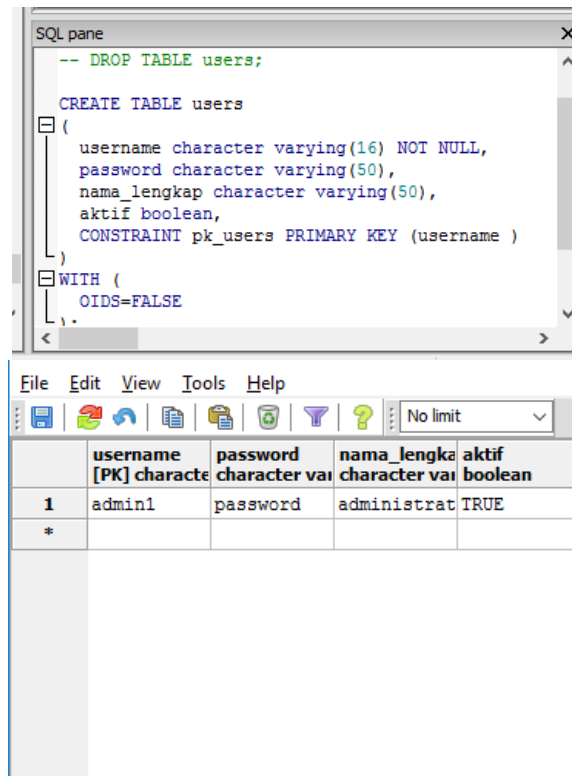 SQL pane
-- DROP TABLE users;
CREATE TABLE users
(
username character varying(16) NOT NULL,
password character varying(50),
nama_lengkap character varying(50),
aktif boolean,
CONSTRAINT pk_users PRIMARY KEY (username )
)
WITH (
OIDS=FALSE
);
File Edit View Tools Help
No limit
username password nama_lengka aktif
[PK] characte character var character var boolean
1 admin1 password administrat TRUE
*